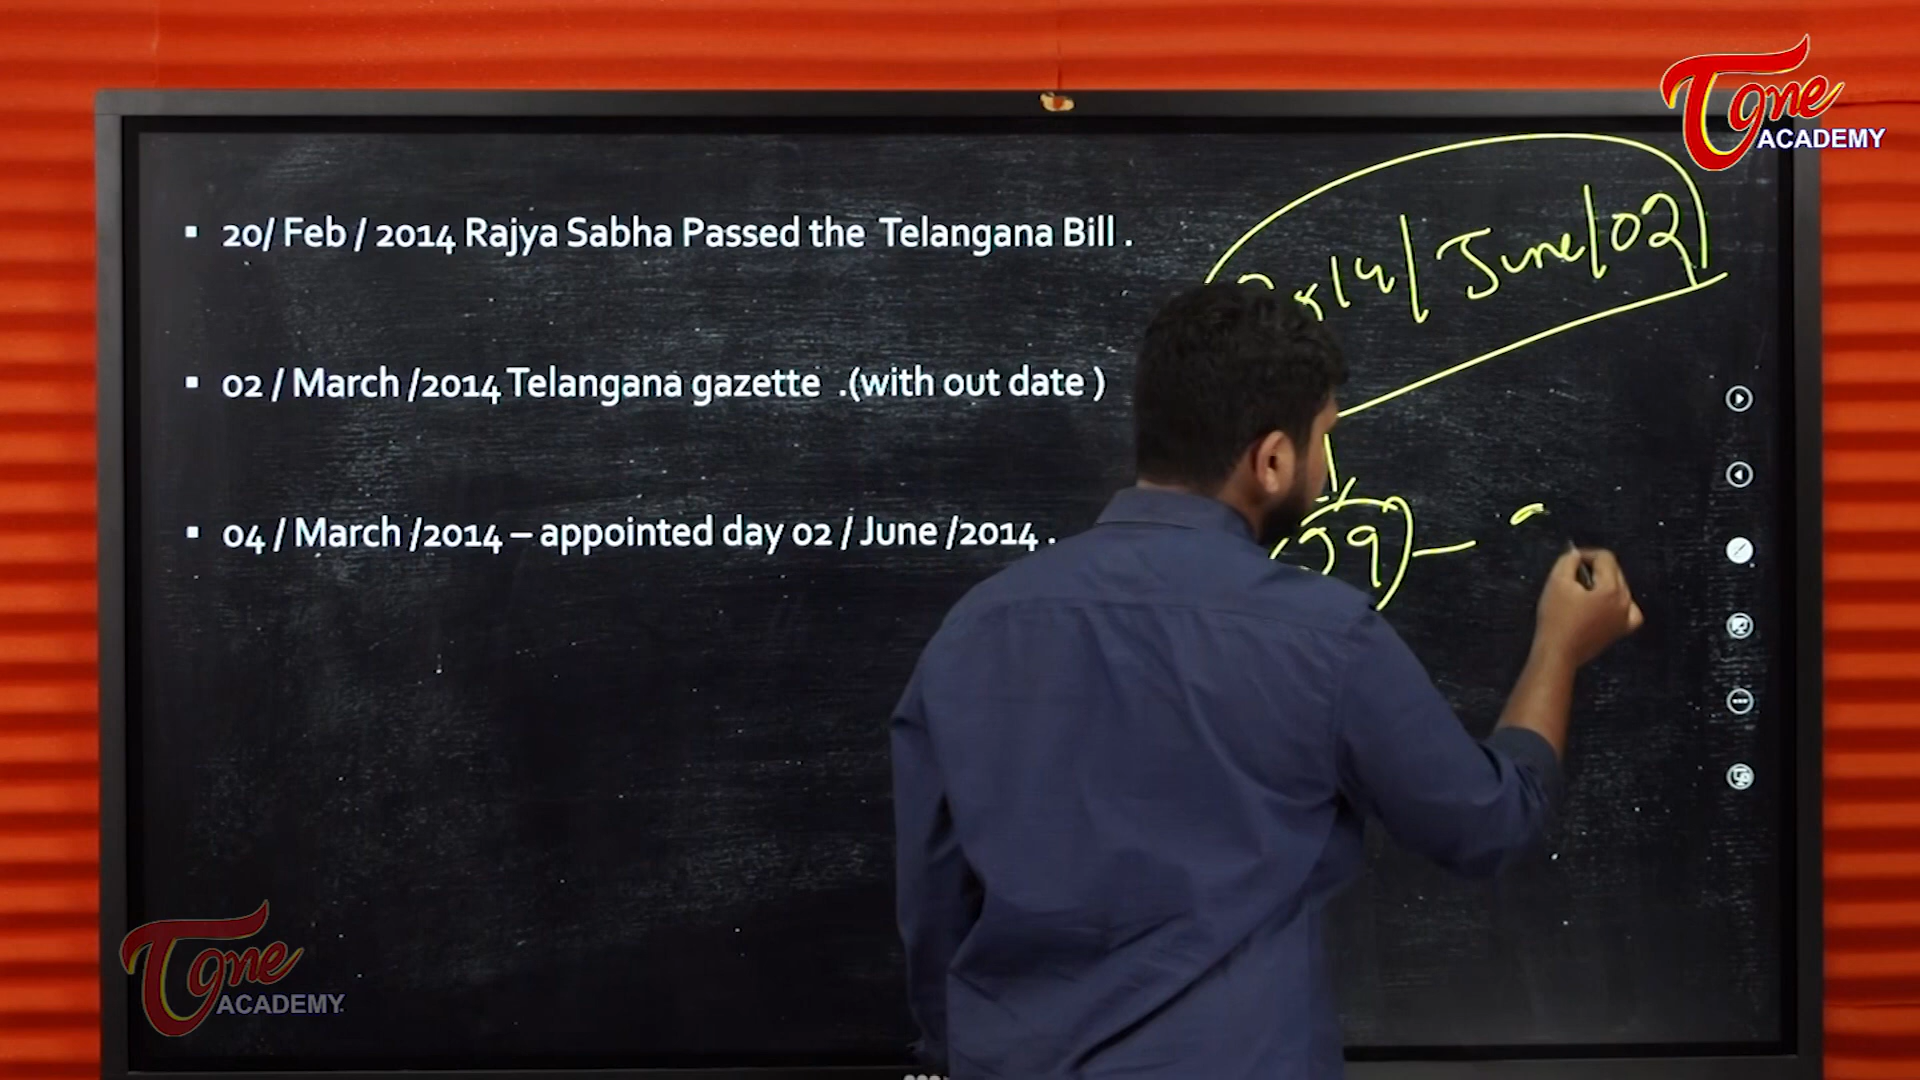 Tone
ACADEMY
▪ 20/ Feb / 2014 Rajya Sabha Passed the Telangana Bill .
2014/June/02
▪ 02 / March /2014 Telangana gazette .(with out date )
▪ 04 / March /2014 – appointed day 02 / June /2014 .
Tone
ACADEMY